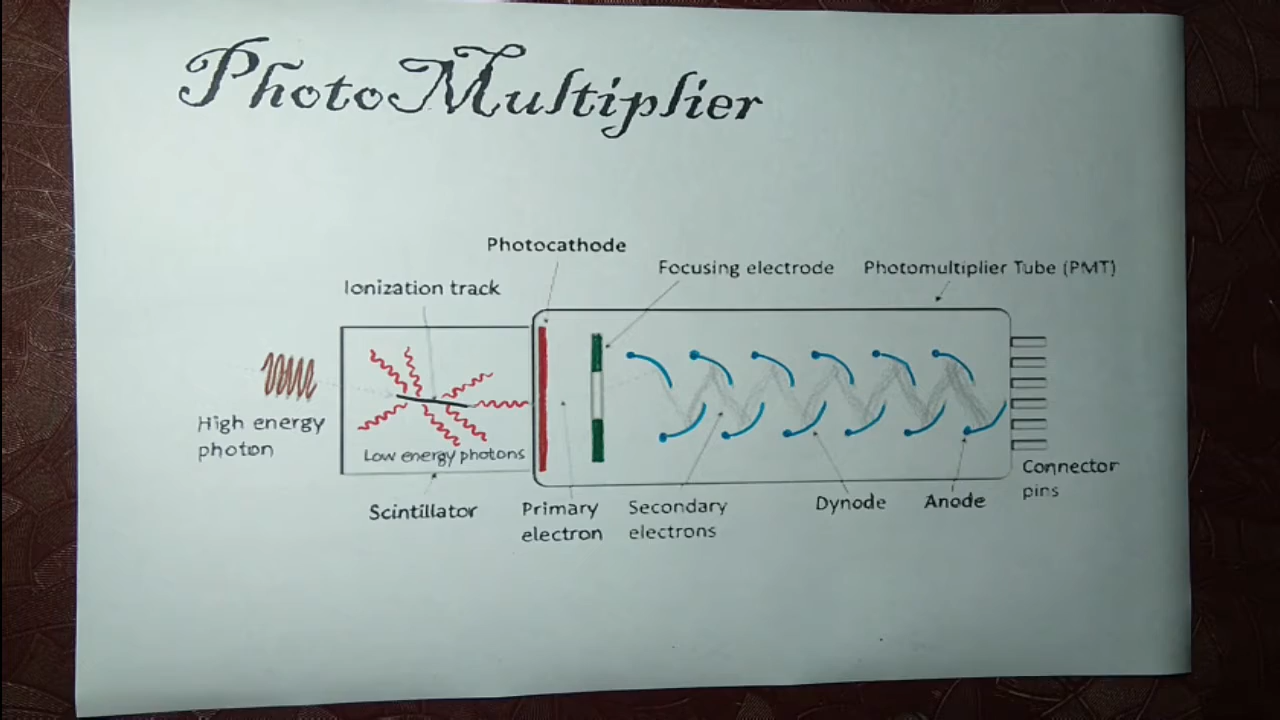 PhotoMultiplier
Photocathode
Focusing electrode
Photomultiplier Tube (PMT)
Ionization track
High energy
photon
Low energy photons
Scintillator
Primary
electron
Secondary
electrons
Dynode
Anode
Connector
pins